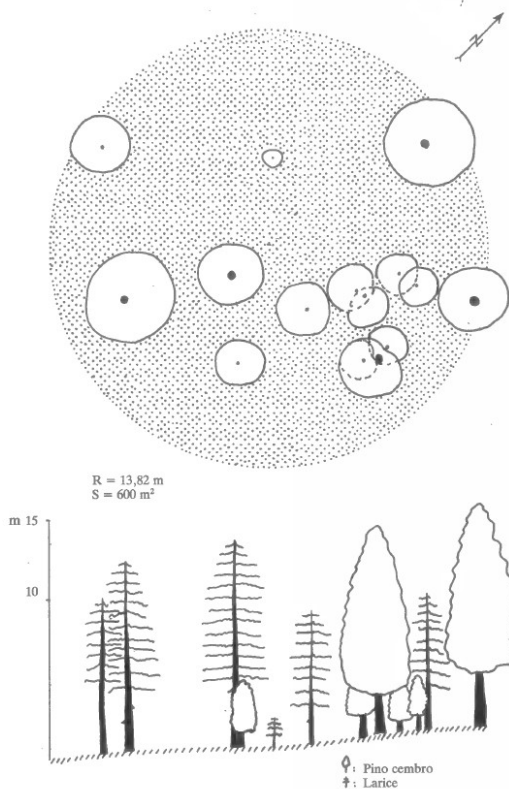 N
R = 13,82 m
S = 600 m²
m 15
10
: Pino cembro
: Larice